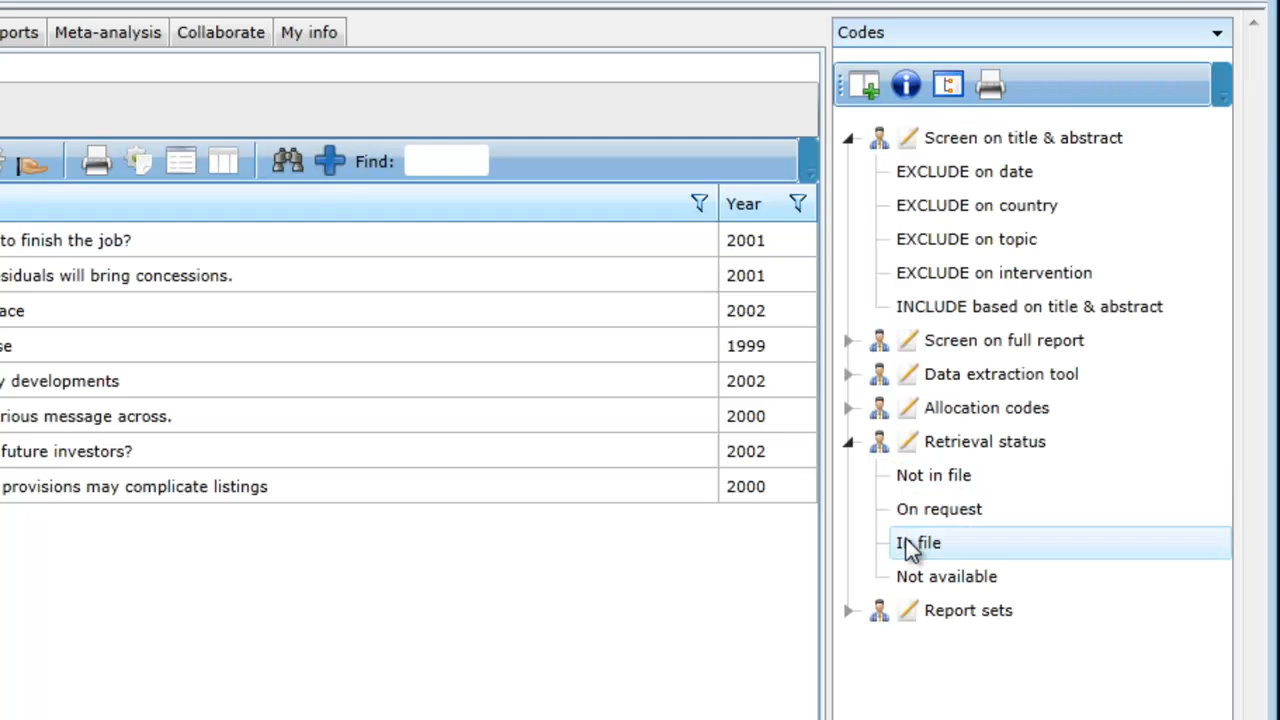 ports Meta-analysis Collaborate My info
Find:
Year
to finish the job? 2001
esiduals will bring concessions. 2001
ace 2002
se 1999
y developments 2002
rious message across. 2000
future investors? 2002
provisions may complicate listings 2000
Codes
Screen on title & abstract
EXCLUDE on date
EXCLUDE on country
EXCLUDE on topic
EXCLUDE on intervention
INCLUDE based on title & abstract
Screen on full report
Data extraction tool
Allocation codes
Retrieval status
Not in file
On request
In file
Not available
Report sets